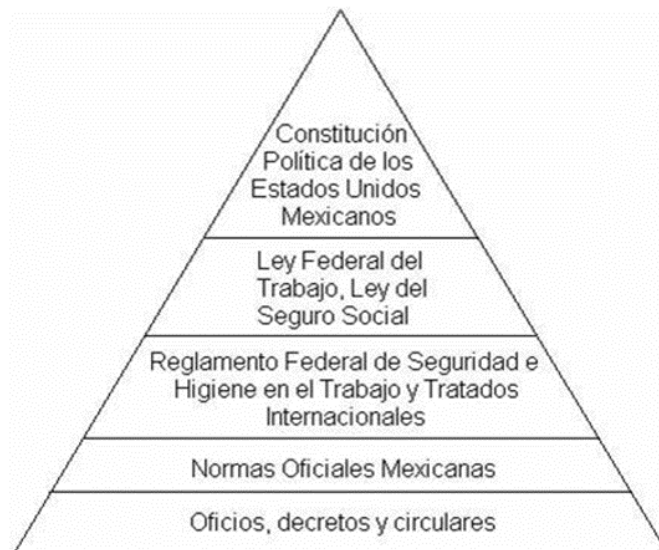 Constitución
Política de los
Estados Unidos
Mexicanos
Ley Federal del
Trabajo, Ley del
Seguro Social
Reglamento Federal de Seguridad e
Higiene en el Trabajo y Tratados
Internacionales
Normas Oficiales Mexicanas
Oficios, decretos y circulares